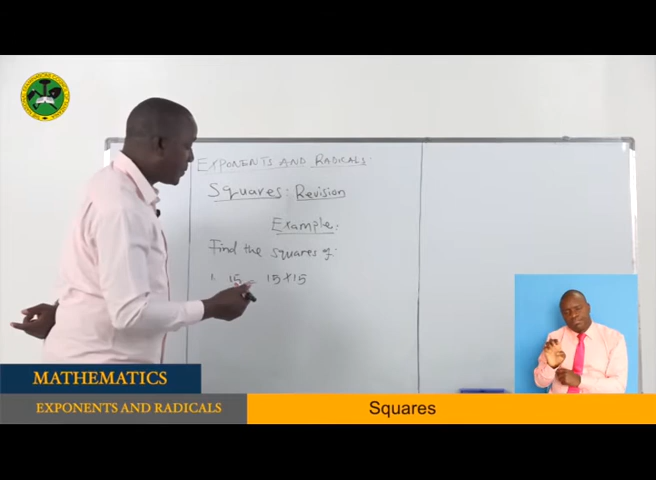 EXPONENTS AND RADICALS:
Squares: Revision
Example:
Find the squares of:
1. 15 = 15 × 15
MATHEMATICS
EXPONENTS AND RADICALS
Squares